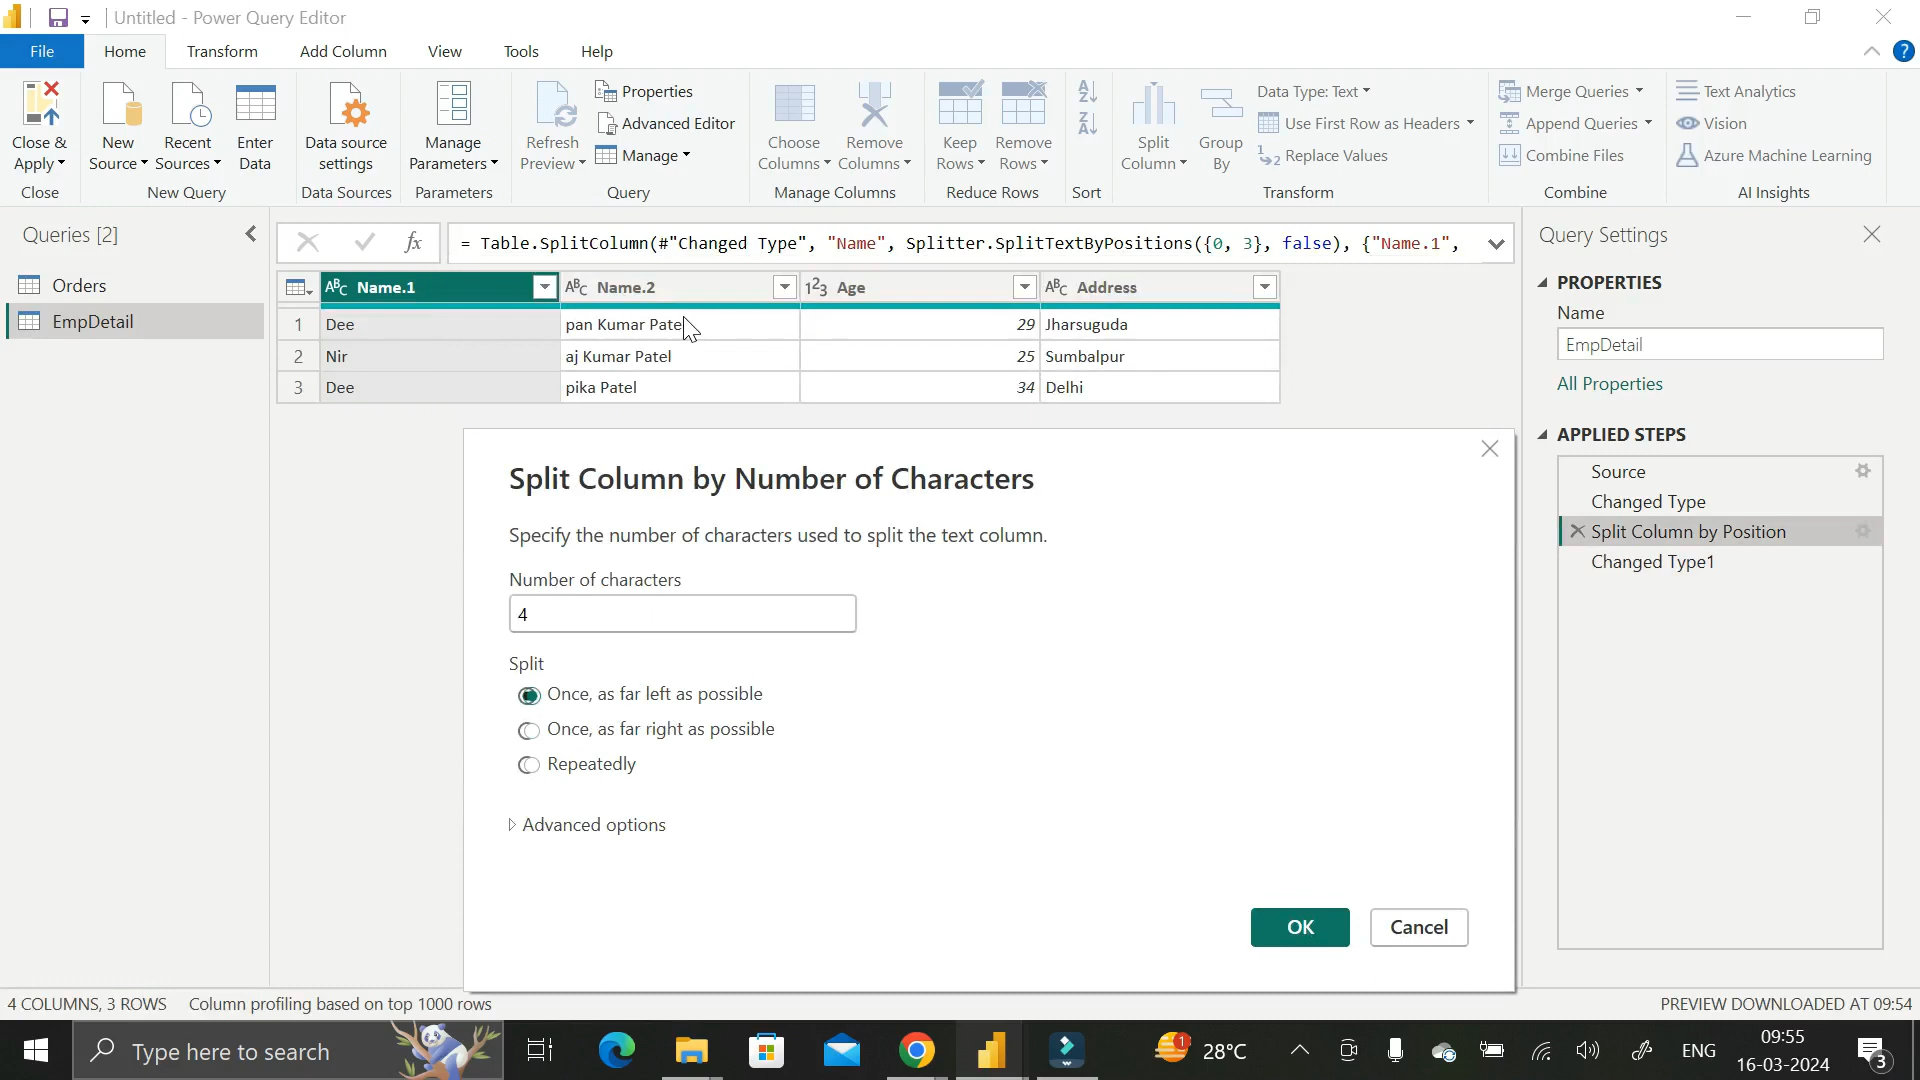 Untitled - Power Query Editor
File Home Transform Add Column View Tools Help
Close & Apply
New Source
Recent Sources
Enter Data
Data source settings
Manage Parameters
Refresh Preview
Properties
Advanced Editor
Manage
Choose Columns
Remove Columns
Keep Rows
Remove Rows
Split Column
Group By
Data Type: Text
Use First Row as Headers
Replace Values
Merge Queries
Append Queries
Combine Files
Text Analytics
Vision
Azure Machine Learning
Close New Query Data Sources Parameters Query Manage Columns Reduce Rows Sort Transform Combine AI Insights
Queries [2]
Orders
EmpDetail
fx = Table.SplitColumn(#"Changed Type", "Name", Splitter.SplitTextByPositions({0, 3}, false), {"Name.1",
ABC Name.1 ABC Name.2 123 Age ABC Address
1 Dee pan Kumar Patel 29 Jharsuguda
2 Nir aj Kumar Patel 25 Sumbalpur
3 Dee pika Patel 34 Delhi
Split Column by Number of Characters
Specify the number of characters used to split the text column.
Number of characters
4
Split
Once, as far left as possible
Once, as far right as possible
Repeatedly
Advanced options
OK Cancel
Query Settings
PROPERTIES
Name
EmpDetail
All Properties
APPLIED STEPS
Source
Changed Type
Split Column by Position
Changed Type1
4 COLUMNS, 3 ROWS Column profiling based on top 1000 rows PREVIEW DOWNLOADED AT 09:54
Type here to search
1
28°C
ENG
09:55
16-03-2024
3